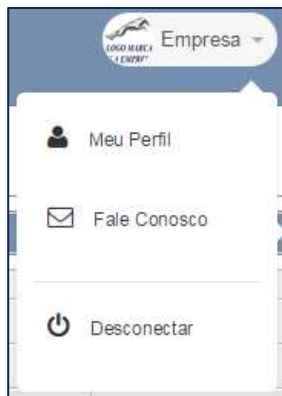 LOGO MARCA
Empresa
Meu Perfil
Fale Conosco
Desconectar